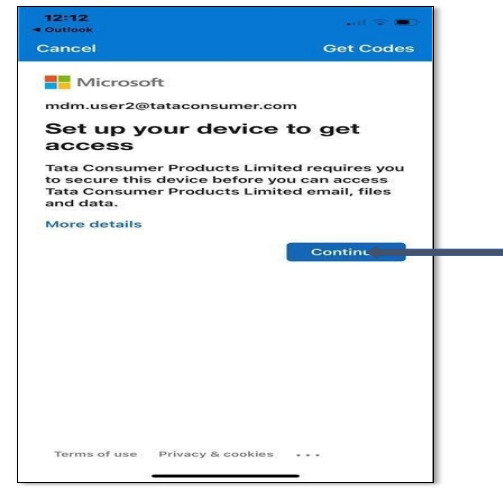 12:12
◀ Outlook
Cancel
Get Codes
Microsoft
mdm.user2@tataconsumer.com
Set up your device to get
access
Tata Consumer Products Limited requires you
to secure this device before you can access
Tata Consumer Products Limited email, files
and data.
More details
Continue
Terms of use
Privacy & cookies
...